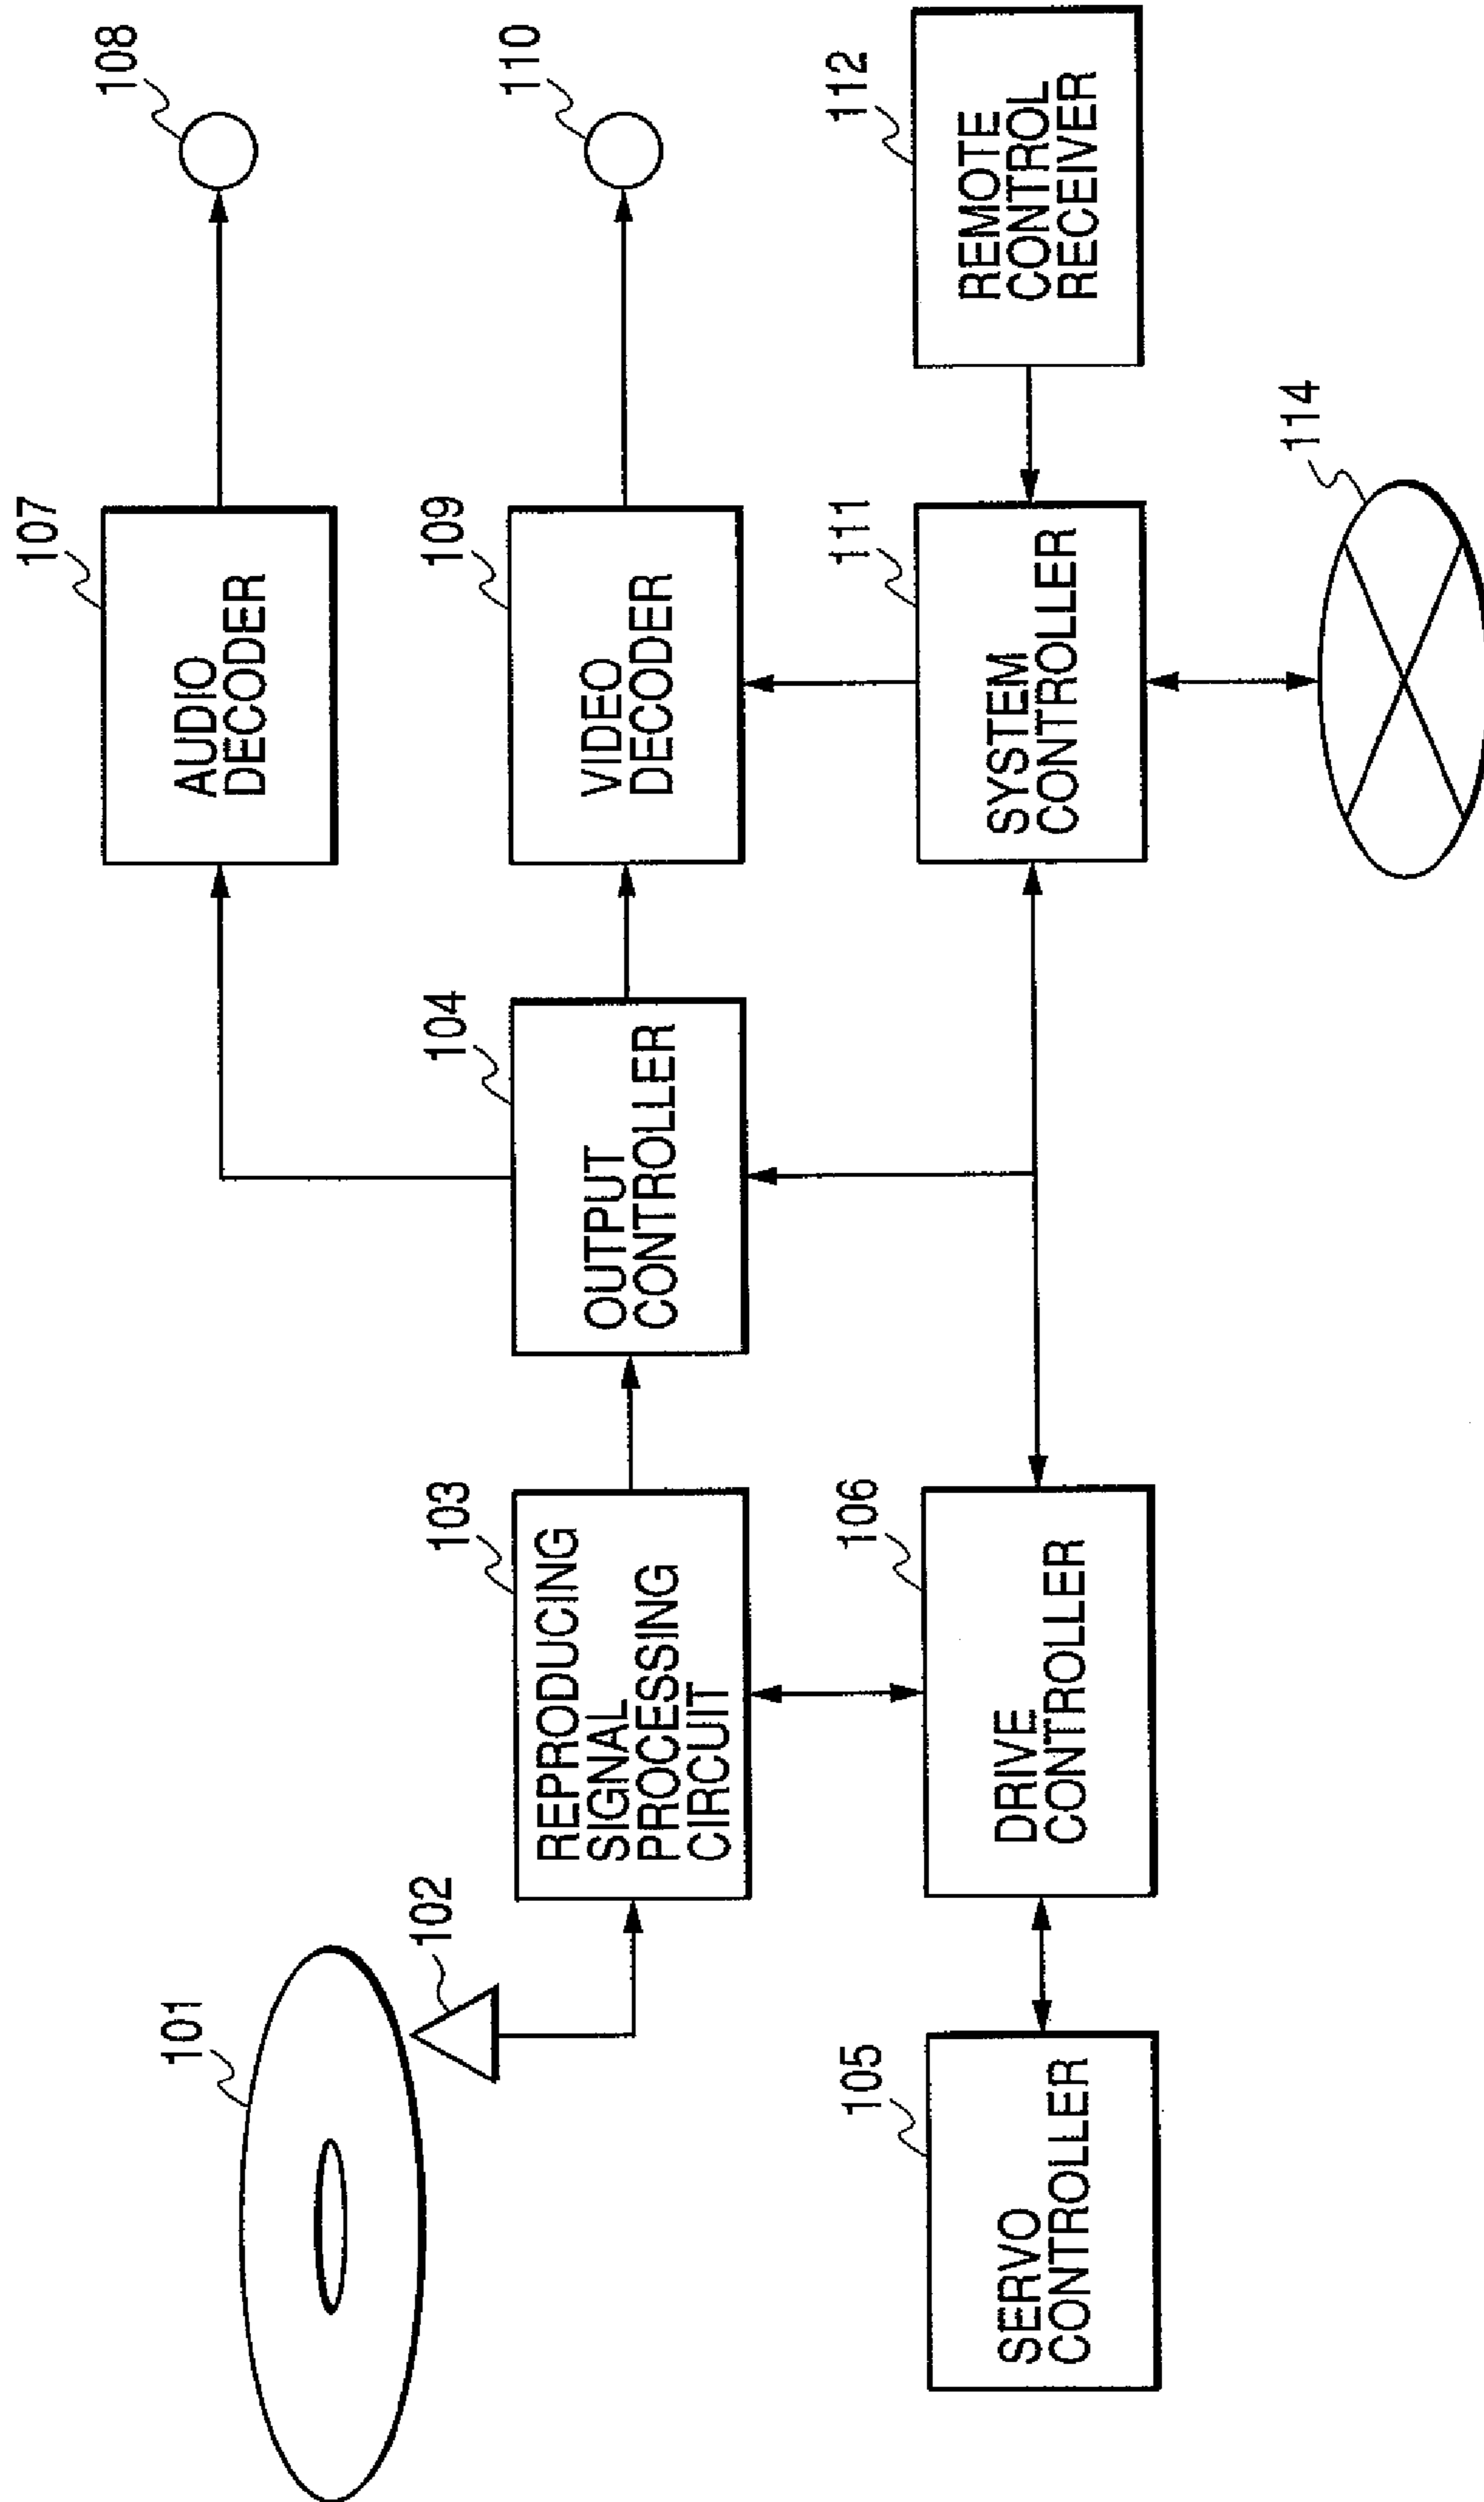 101
102
103
REPRODUCING
SIGNAL
PROCESSING
CIRCUIT
104
OUTPUT
CONTROLLER
107
AUDIO
DECODER
108
109
VIDEO
DECODER
110
105
SERVO
CONTROLLER
106
DRIVE
CONTROLLER
111
SYSTEM
CONTROLLER
112
REMOTE
CONTROL
RECEIVER
114